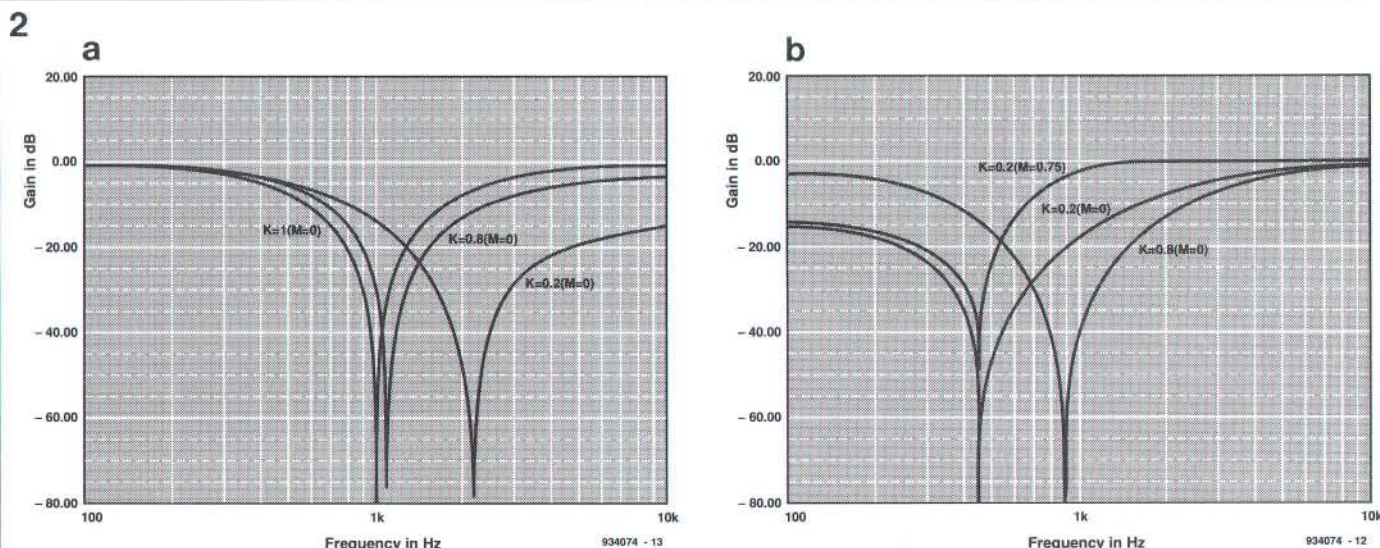 2
a
20.00
0.00
– 20.00
– 40.00
– 60.00
– 80.00
Gain in dB
K=1(M=0)
K=0.8(M=0)
K=0.2(M=0)
100
1k
10k
Frequency in Hz
934074 - 13
b
20.00
0.00
– 20.00
– 40.00
– 60.00
– 80.00
Gain in dB
K=0.2(M=0.75)
K=0.2(M=0)
K=0.8(M=0)
100
1k
10k
Frequency in Hz
934074 - 12